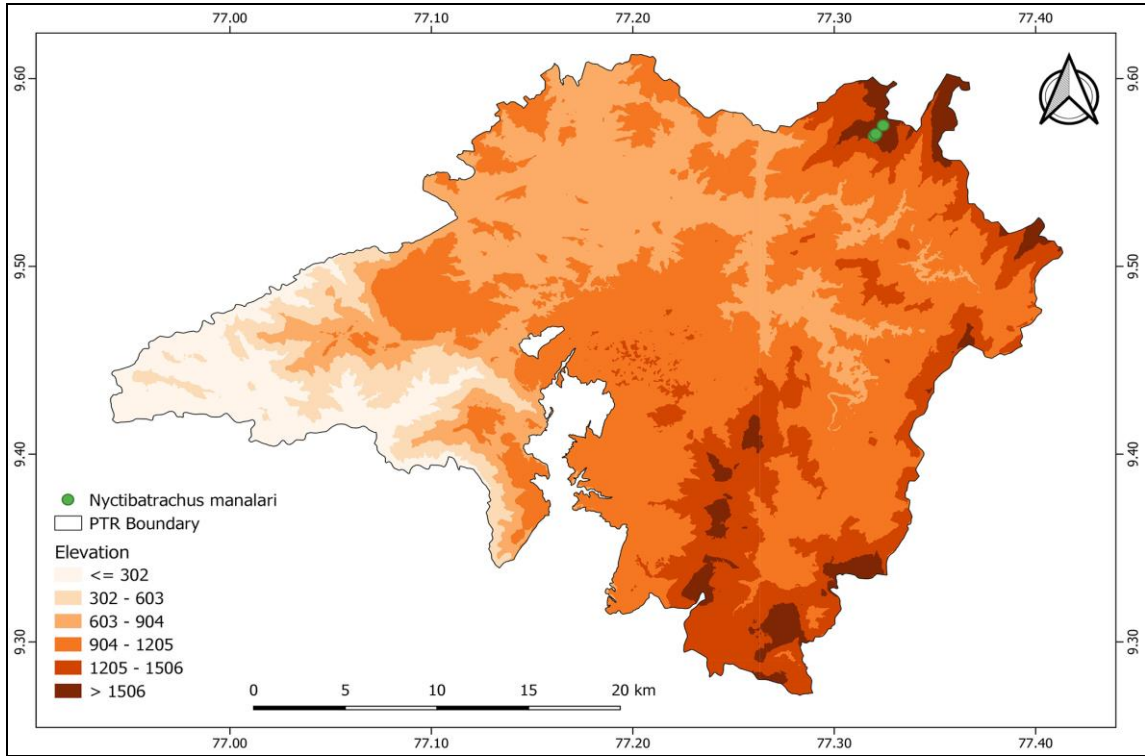 77.00 77.10 77.20 77.30 77.40
9.60 9.60
9.50 9.50
9.40 9.40
Nyctibatrachus manalari
PTR Boundary
Elevation
<= 302
302 - 603
603 - 904
904 - 1205
1205 - 1506
> 1506
9.30 9.30
0 5 10 15 20 km
77.00 77.10 77.20 77.30 77.40